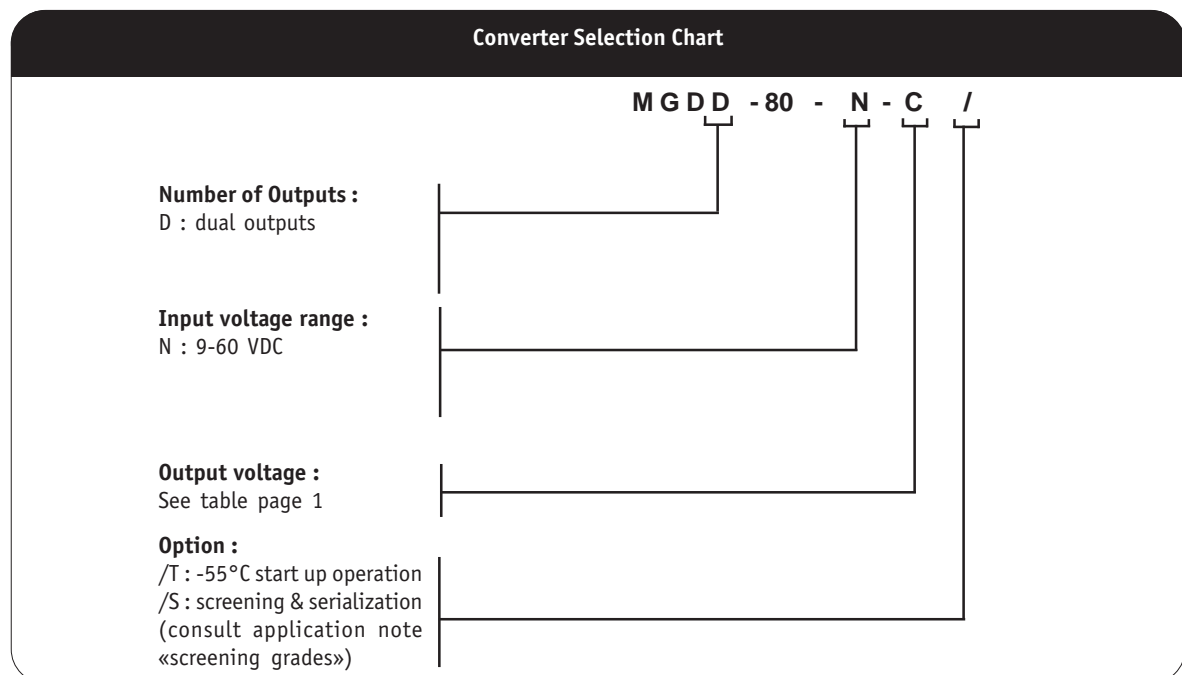 Converter Selection Chart
M G D D - 80 - N - C /
Number of Outputs :
D : dual outputs
Input voltage range :
N : 9-60 VDC
Output voltage :
See table page 1
Option :
/T : -55°C start up operation
/S : screening & serialization
(consult application note
«screening grades»)